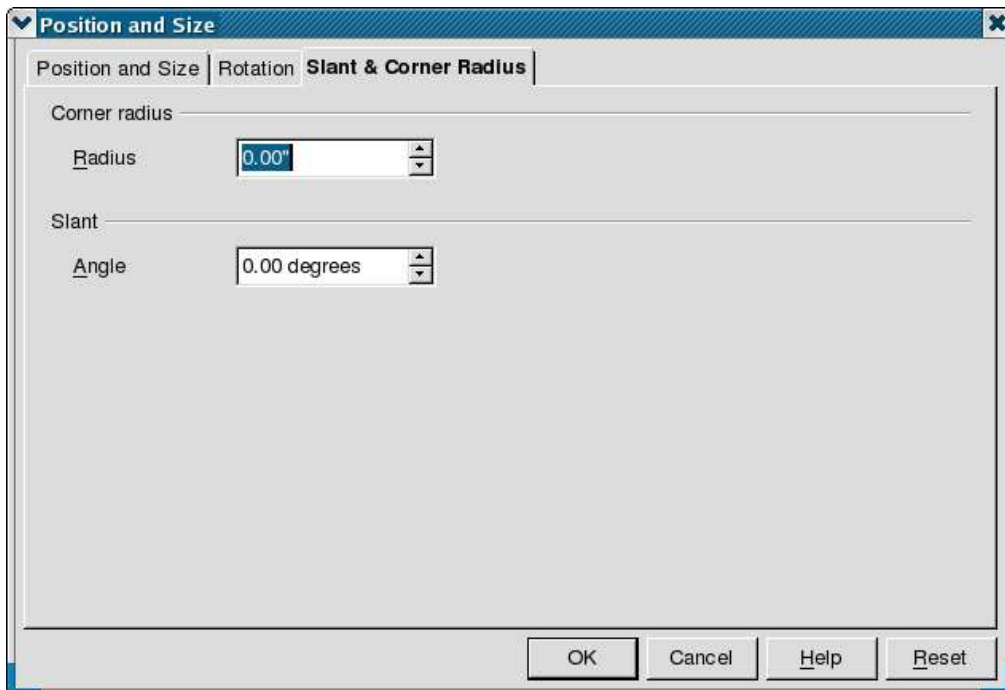 Position and Size
Position and Size Rotation Slant & Corner Radius
Corner radius
Radius 0.00"
Slant
Angle 0.00 degrees
OK Cancel Help Reset